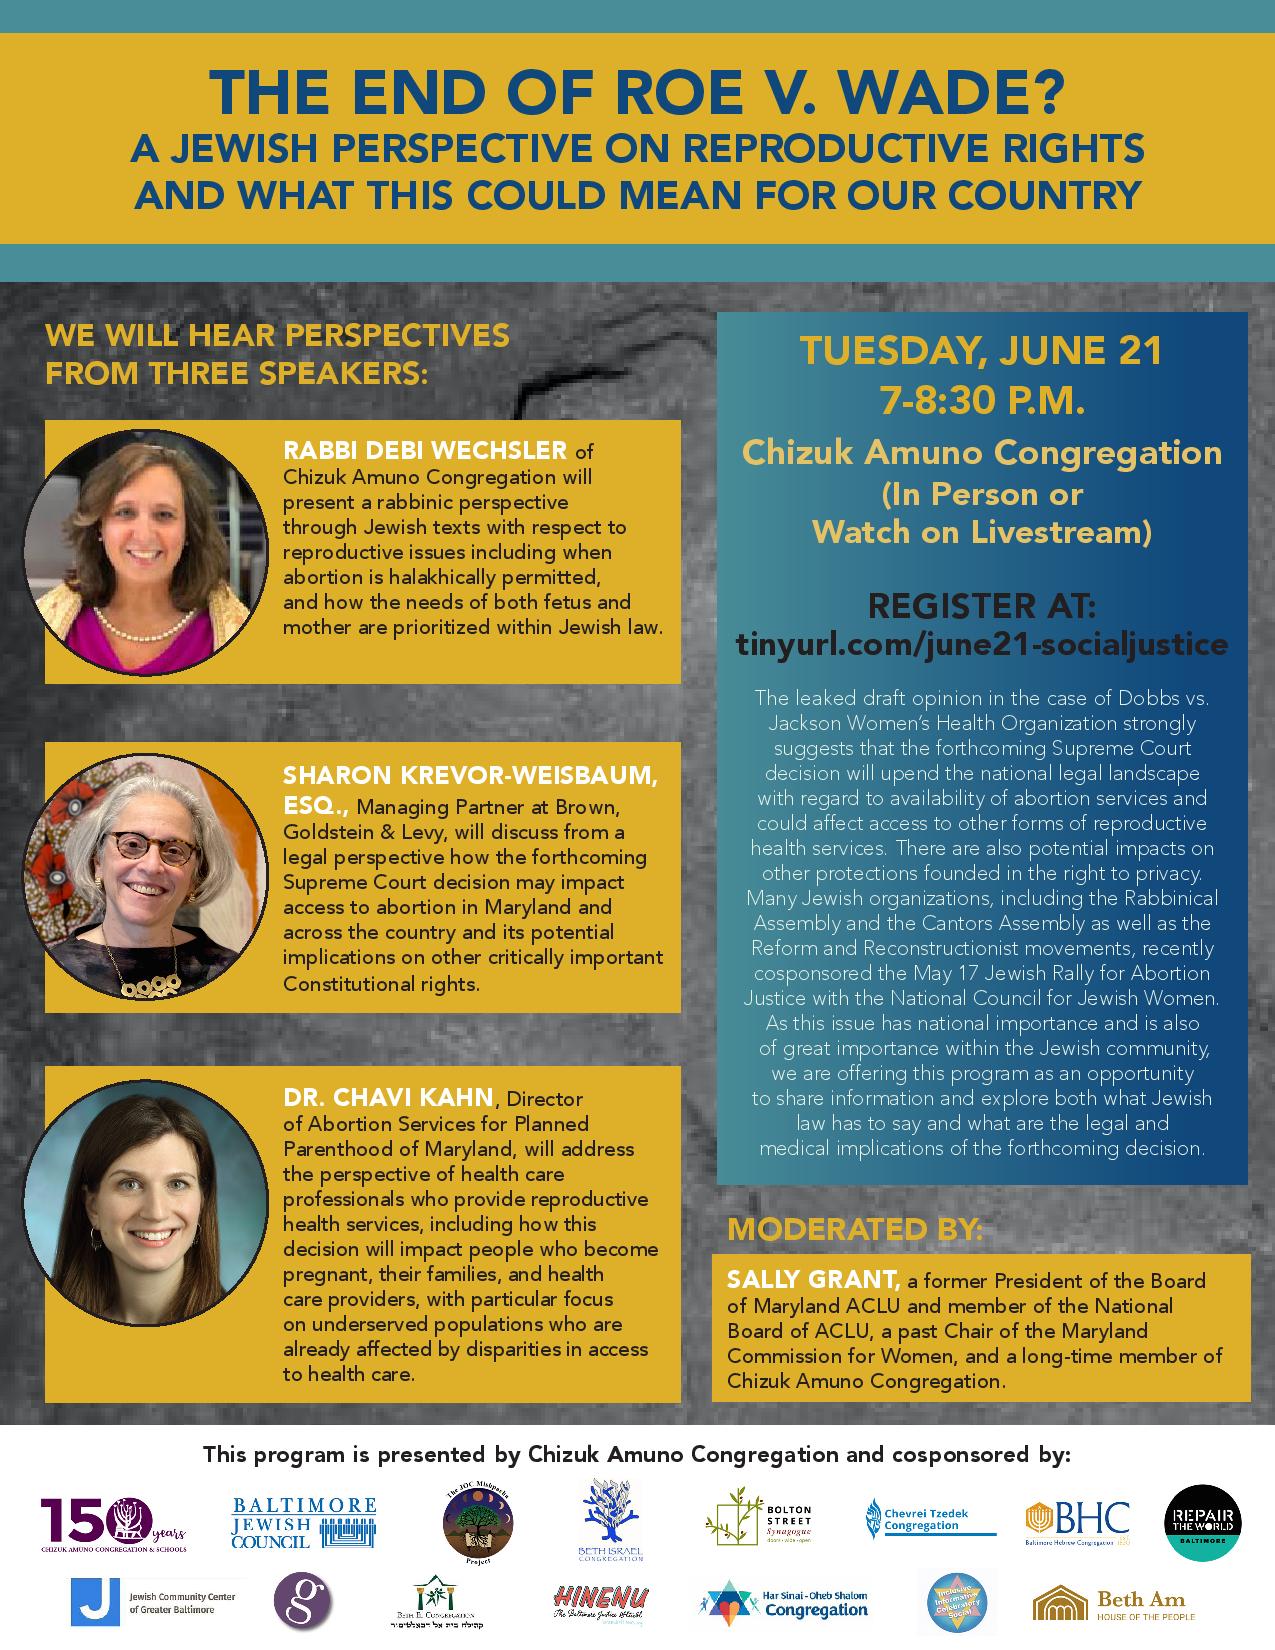 THE END OF ROE V. WADE?
A JEWISH PERSPECTIVE ON REPRODUCTIVE RIGHTS
AND WHAT THIS COULD MEAN FOR OUR COUNTRY
WE WILL HEAR PERSPECTIVES
FROM THREE SPEAKERS:
RABBI DEBI WECHSLER of
Chizuk Amuno Congregation will
present a rabbinic perspective
through Jewish texts with respect to
reproductive issues including when
abortion is halakhically permitted,
and how the needs of both fetus and
mother are prioritized within Jewish law.
SHARON KREVOR-WEISBAUM,
ESQ., Managing Partner at Brown,
Goldstein & Levy, will discuss from a
legal perspective how the forthcoming
Supreme Court decision may impact
access to abortion in Maryland and
across the country and its potential
implications on other critically important
Constitutional rights.
DR. CHAVI KAHN, Director
of Abortion Services for Planned
Parenthood of Maryland, will address
the perspective of health care
professionals who provide reproductive
health services, including how this
decision will impact people who become
pregnant, their families, and health
care providers, with particular focus
on underserved populations who are
already affected by disparities in access
to health care.
TUESDAY, JUNE 21
7-8:30 P.M.
Chizuk Amuno Congregation
(In Person or
Watch on Livestream)
REGISTER AT:
tinyurl.com/june21-socialjustice
The leaked draft opinion in the case of Dobbs vs.
Jackson Women's Health Organization strongly
suggests that the forthcoming Supreme Court
decision will upend the national legal landscape
with regard to availability of abortion services and
could affect access to other forms of reproductive
health services. There are also potential impacts on
other protections founded in the right to privacy.
Many Jewish organizations, including the Rabbinical
Assembly and the Cantors Assembly as well as the
Reform and Reconstructionist movements, recently
cosponsored the May 17 Jewish Rally for Abortion
Justice with the National Council for Jewish Women.
As this issue has national importance and is also
of great importance within the Jewish community,
we are offering this program as an opportunity
to share information and explore both what Jewish
law has to say and what are the legal and
medical implications of the forthcoming decision.
MODERATED BY:
SALLY GRANT, a former President of the Board
of Maryland ACLU and member of the National
Board of ACLU, a past Chair of the Maryland
Commission for Women, and a long-time member of
Chizuk Amuno Congregation.
This program is presented by Chizuk Amuno Congregation and cosponsored by:
150 years
CHIZUK AMUNO CONGREGATION & SCHOOLS
BALTIMORE
JEWISH
COUNCIL
The JOC Mishpacha
Project
BETH ISRAEL
CONGREGATION
BOLTON
STREET
Synagogue
doors • wide • open
Chevrei Tzedek
Congregation
BHC
Baltimore Hebrew Congregation
REPAIR
THE WORLD
BALTIMORE
J
Jewish Community Center
of Greater Baltimore
g
BETH EL CONGREGATION
קהילת בית אל דבאלטימור
HINENU
The Baltimore Justice Shtiebl
Har Sinai - Oheb Shalom
Congregation
Inclusive
Informative
Celebratory
Social
Beth Am
HOUSE OF THE PEOPLE